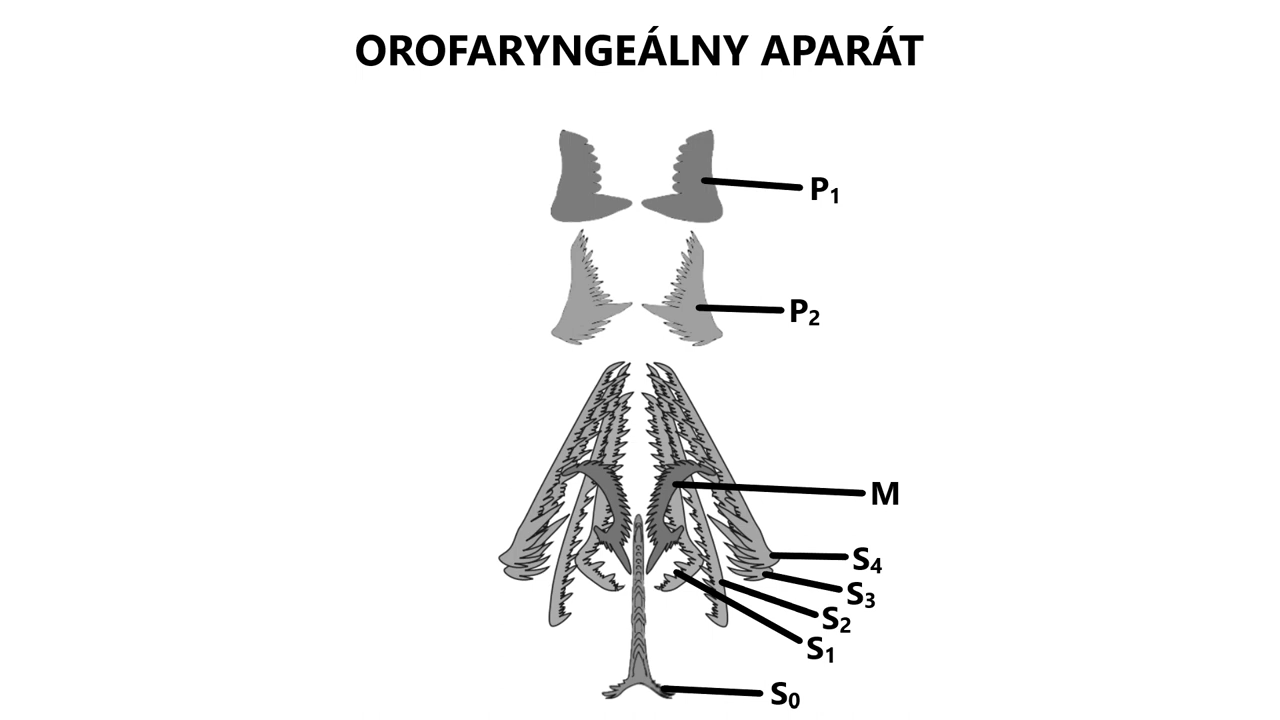 OROFARYNGEÁLNY APARÁT
P₁
P₂
M
S₄
S₃
S₂
S₁
S₀